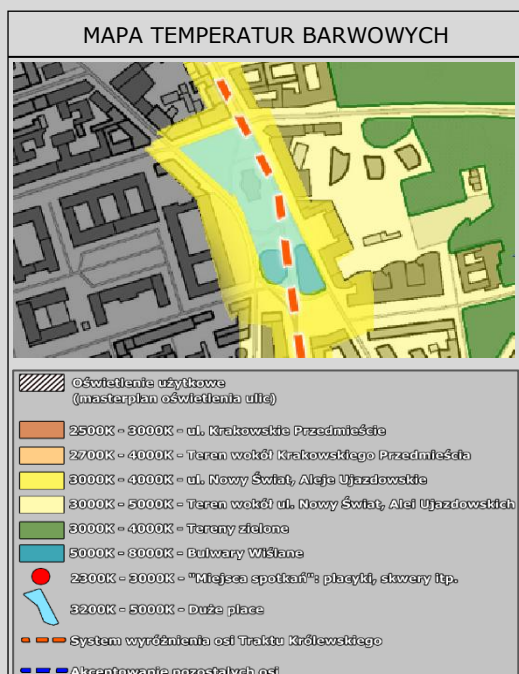 MAPA TEMPERATUR BARWOWYCH
Oświetlenie użytkowe
(masterplan oświetlenia ulic)
2500K - 3000K - ul. Krakowskie Przedmieście
2700K - 4000K - Teren wokół Krakowskiego Przedmieścia
3000K - 4000K - ul. Nowy Świat, Aleje Ujazdowskie
3000K - 5000K - Teren wokół ul. Nowy Świat, Alei Ujazdowskich
3000K - 4000K - Tereny zielone
5000K - 8000K - Bulwary Wiślane
2300K - 3000K - "Miejsca spotkań": placyki, skwery itp.
3200K - 5000K - Duże place
System wyróżnienia osi Traktu Królewskiego
Akcentowanie pozostałych osi